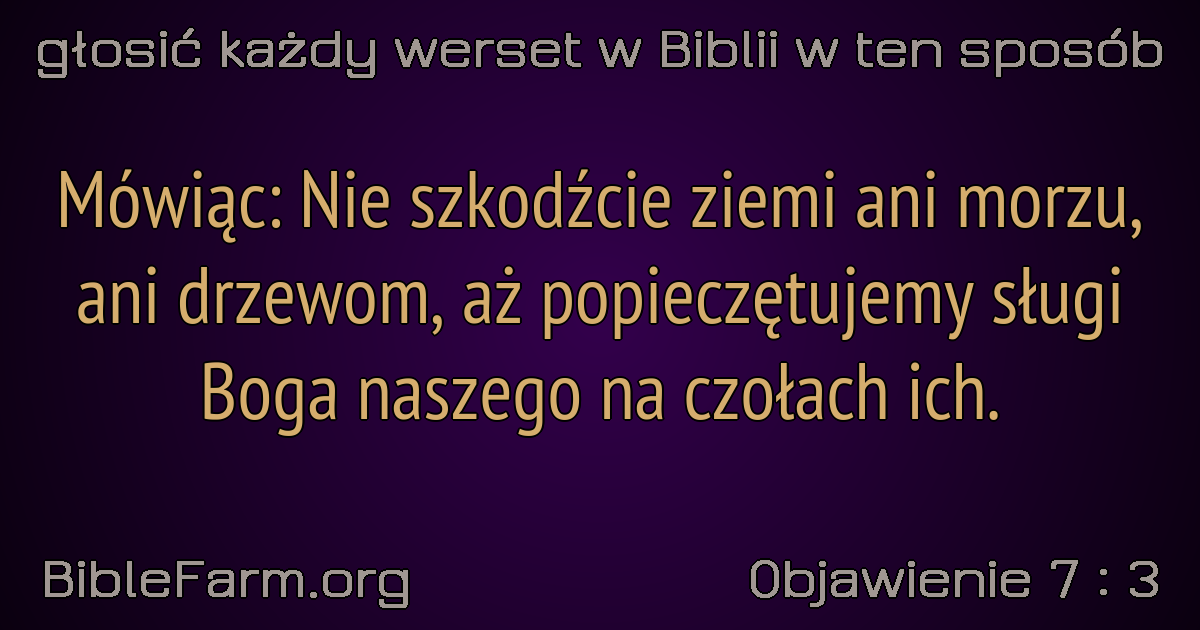 głosić każdy werset w Biblii w ten sposób
Mówiąc: Nie szkodźcie ziemi ani morzu,
ani drzewom, aż popieczętujemy sługi
Boga naszego na czołach ich.
BibleFarm.org
Objawienie 7 : 3